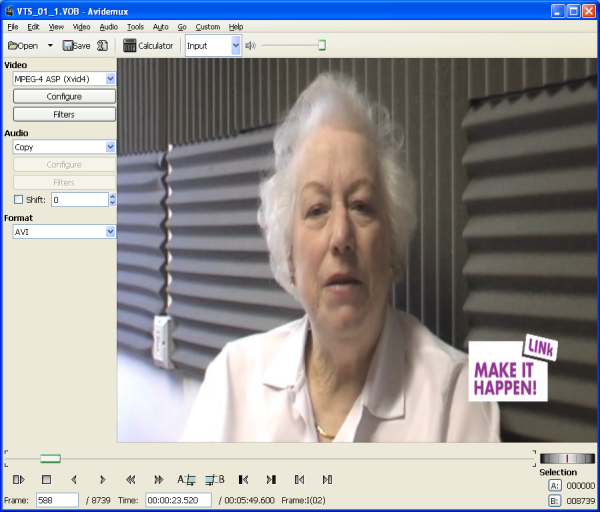 VTS_01_1.VOB - Avidemux
File Edit View Video Audio Tools Auto Go Custom Help
Open Save Calculator Input
Video
MPEG-4 ASP (Xvid4)
Configure
Filters
Audio
Copy
Configure
Filters
Shift: 0
Format
AVI
LINk
MAKE IT
HAPPEN!
A B
Selection
A: 000000
Frame: 588 / 8739 Time: 00:00:23.520 / 00:05:49.600 Frame:I(02)
B: 008739